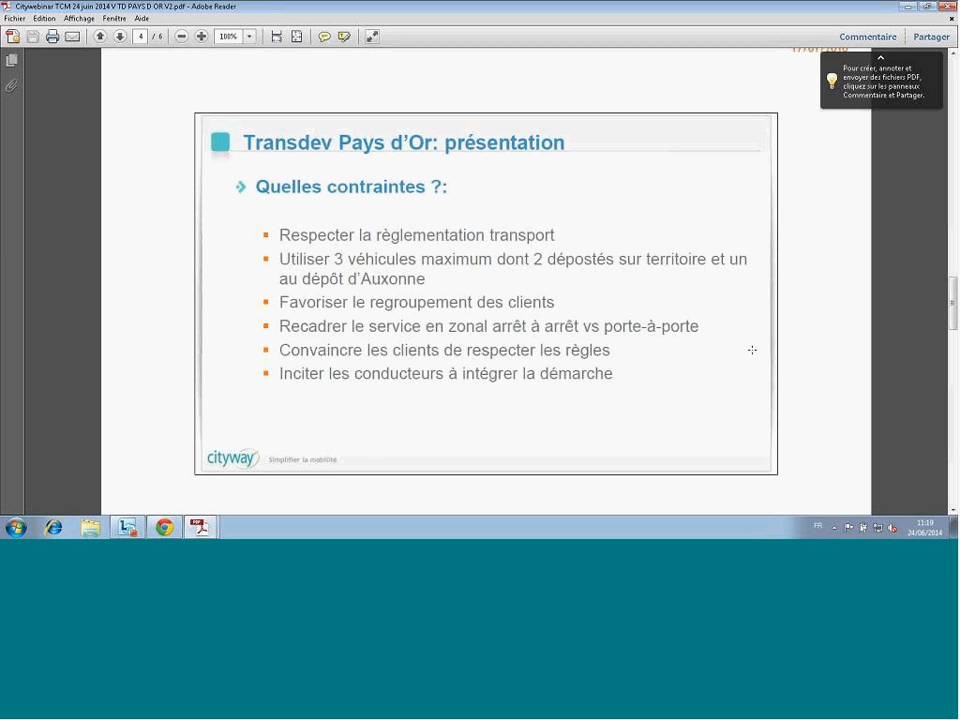 Citywebinar TCM 24 juin 2014 V TD PAYS D OR V2.pdf - Adobe Reader
Fichier Edition Affichage Fenêtre Aide
4 / 6 100% Commentaire Partager
Pour créer, annoter et
envoyer des fichiers PDF,
cliquez sur les panneaux
Commentaire et Partager.
Transdev Pays d'Or: présentation
Quelles contraintes ?:
Respecter la règlementation transport
Utiliser 3 véhicules maximum dont 2 dépostés sur territoire et un
au dépôt d'Auxonne
Favoriser le regroupement des clients
Recadrer le service en zonal arrêt à arrêt vs porte-à-porte
Convaincre les clients de respecter les règles
Inciter les conducteurs à intégrer la démarche
cityway Simplifier la mobilité
FR
11:19
24/06/2014